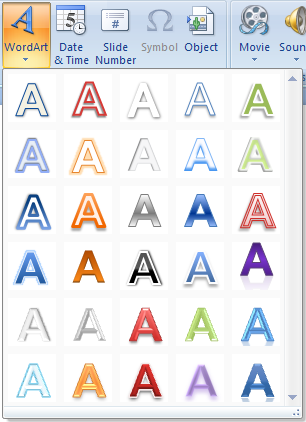 WordArt
Date
& Time
Slide
Number
Symbol
Object
Movie
Soun
A A A A A
A A A A A
A A A A A
A A A A A
A A A A A
A A A A A